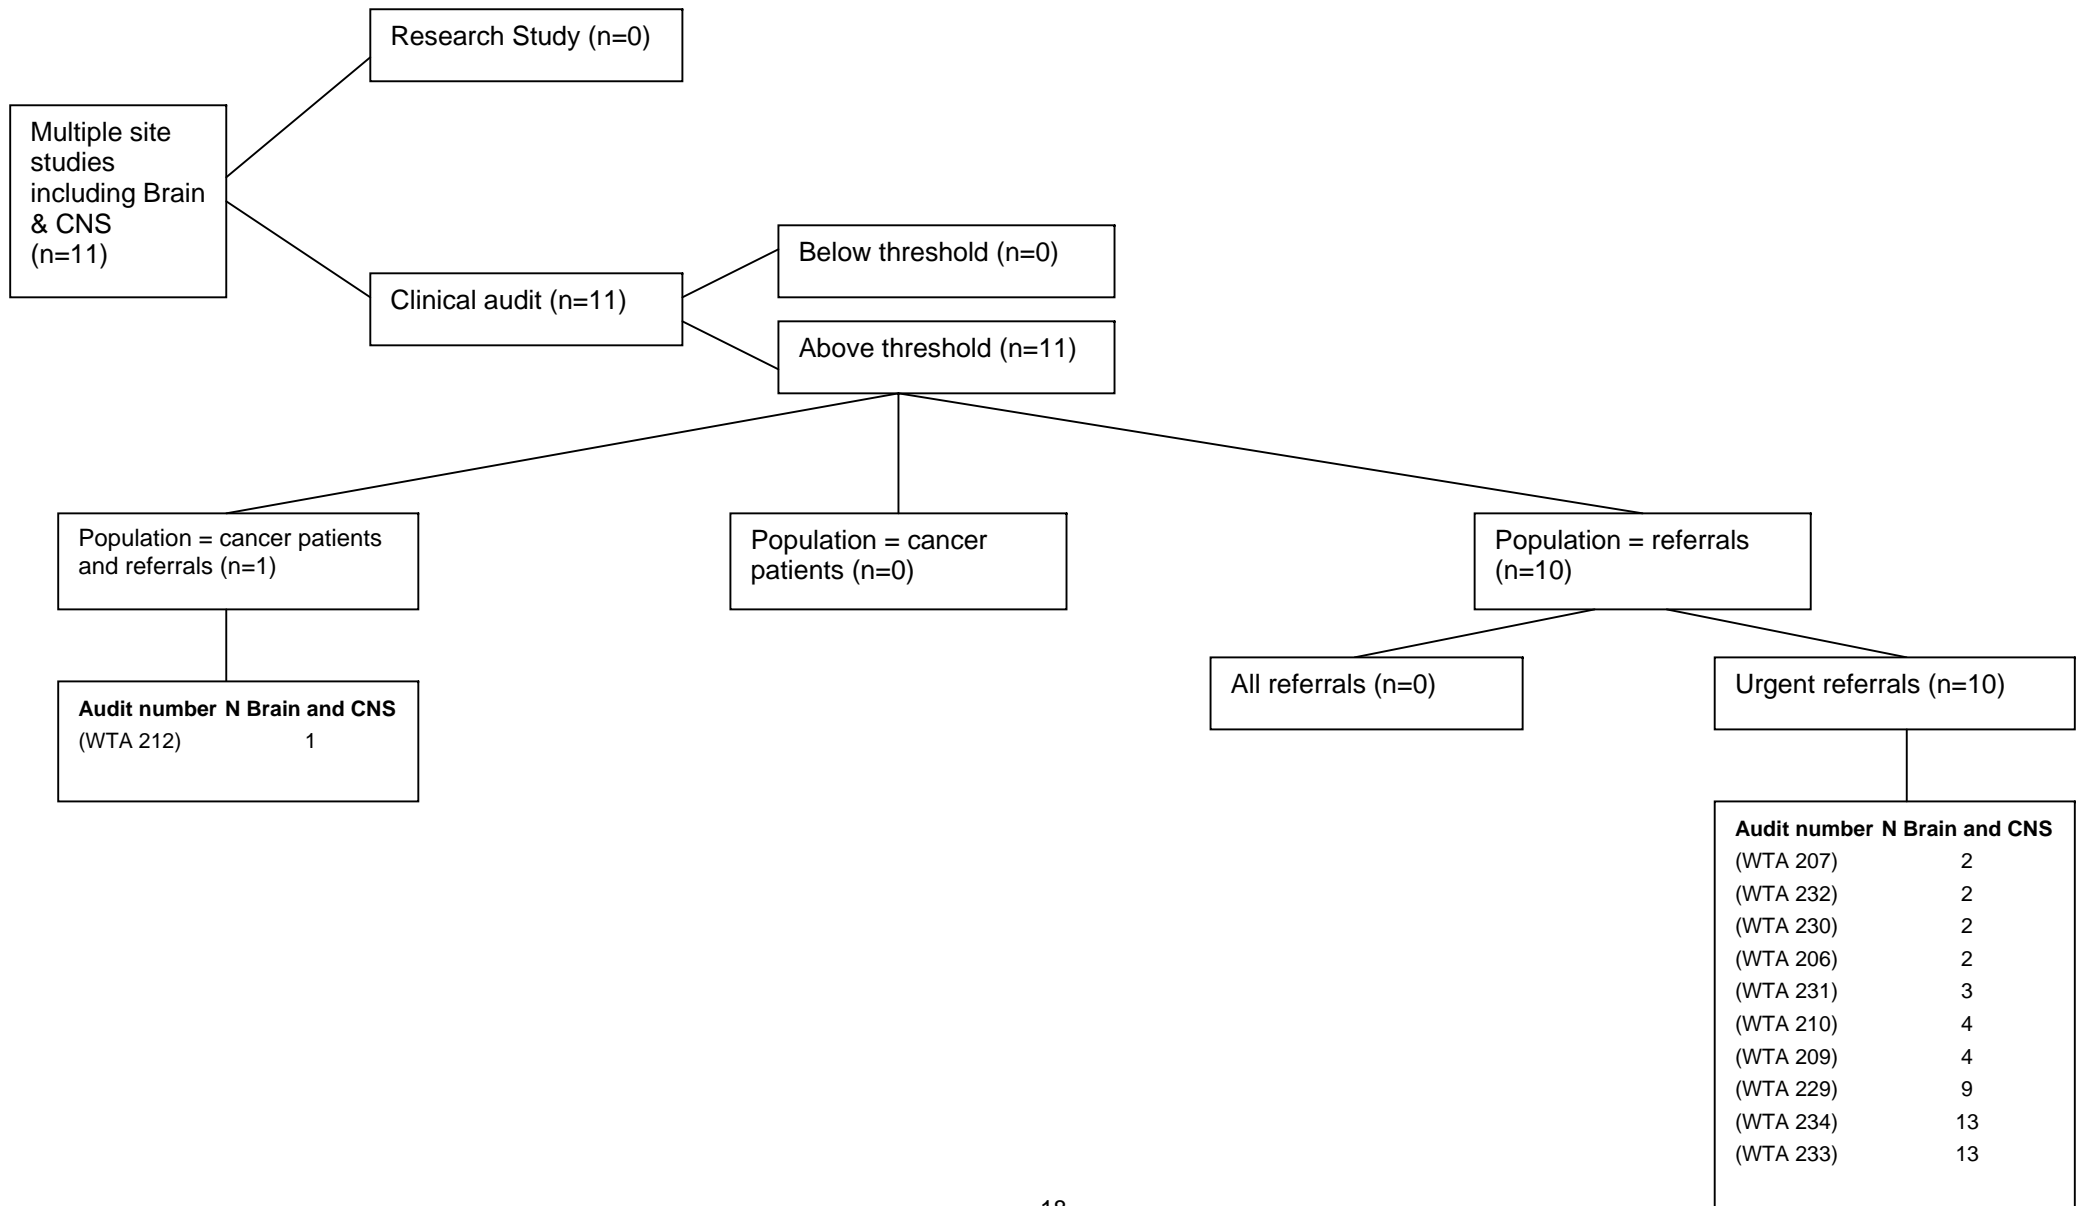 Research Study (n=0)
Multiple site
studies
including Brain
& CNS
(n=11)
Below threshold (n=0)
Clinical audit (n=11)
Above threshold (n=11)
Population = cancer patients
and referrals (n=1)
Population = cancer
patients (n=0)
Population = referrals
(n=10)
All referrals (n=0)
Urgent referrals (n=10)
Audit number N Brain and CNS
(WTA 212) 1
Audit number N Brain and CNS
(WTA 207) 2
(WTA 232) 2
(WTA 230) 2
(WTA 206) 2
(WTA 231) 3
(WTA 210) 4
(WTA 209) 4
(WTA 229) 9
(WTA 234) 13
(WTA 233) 13